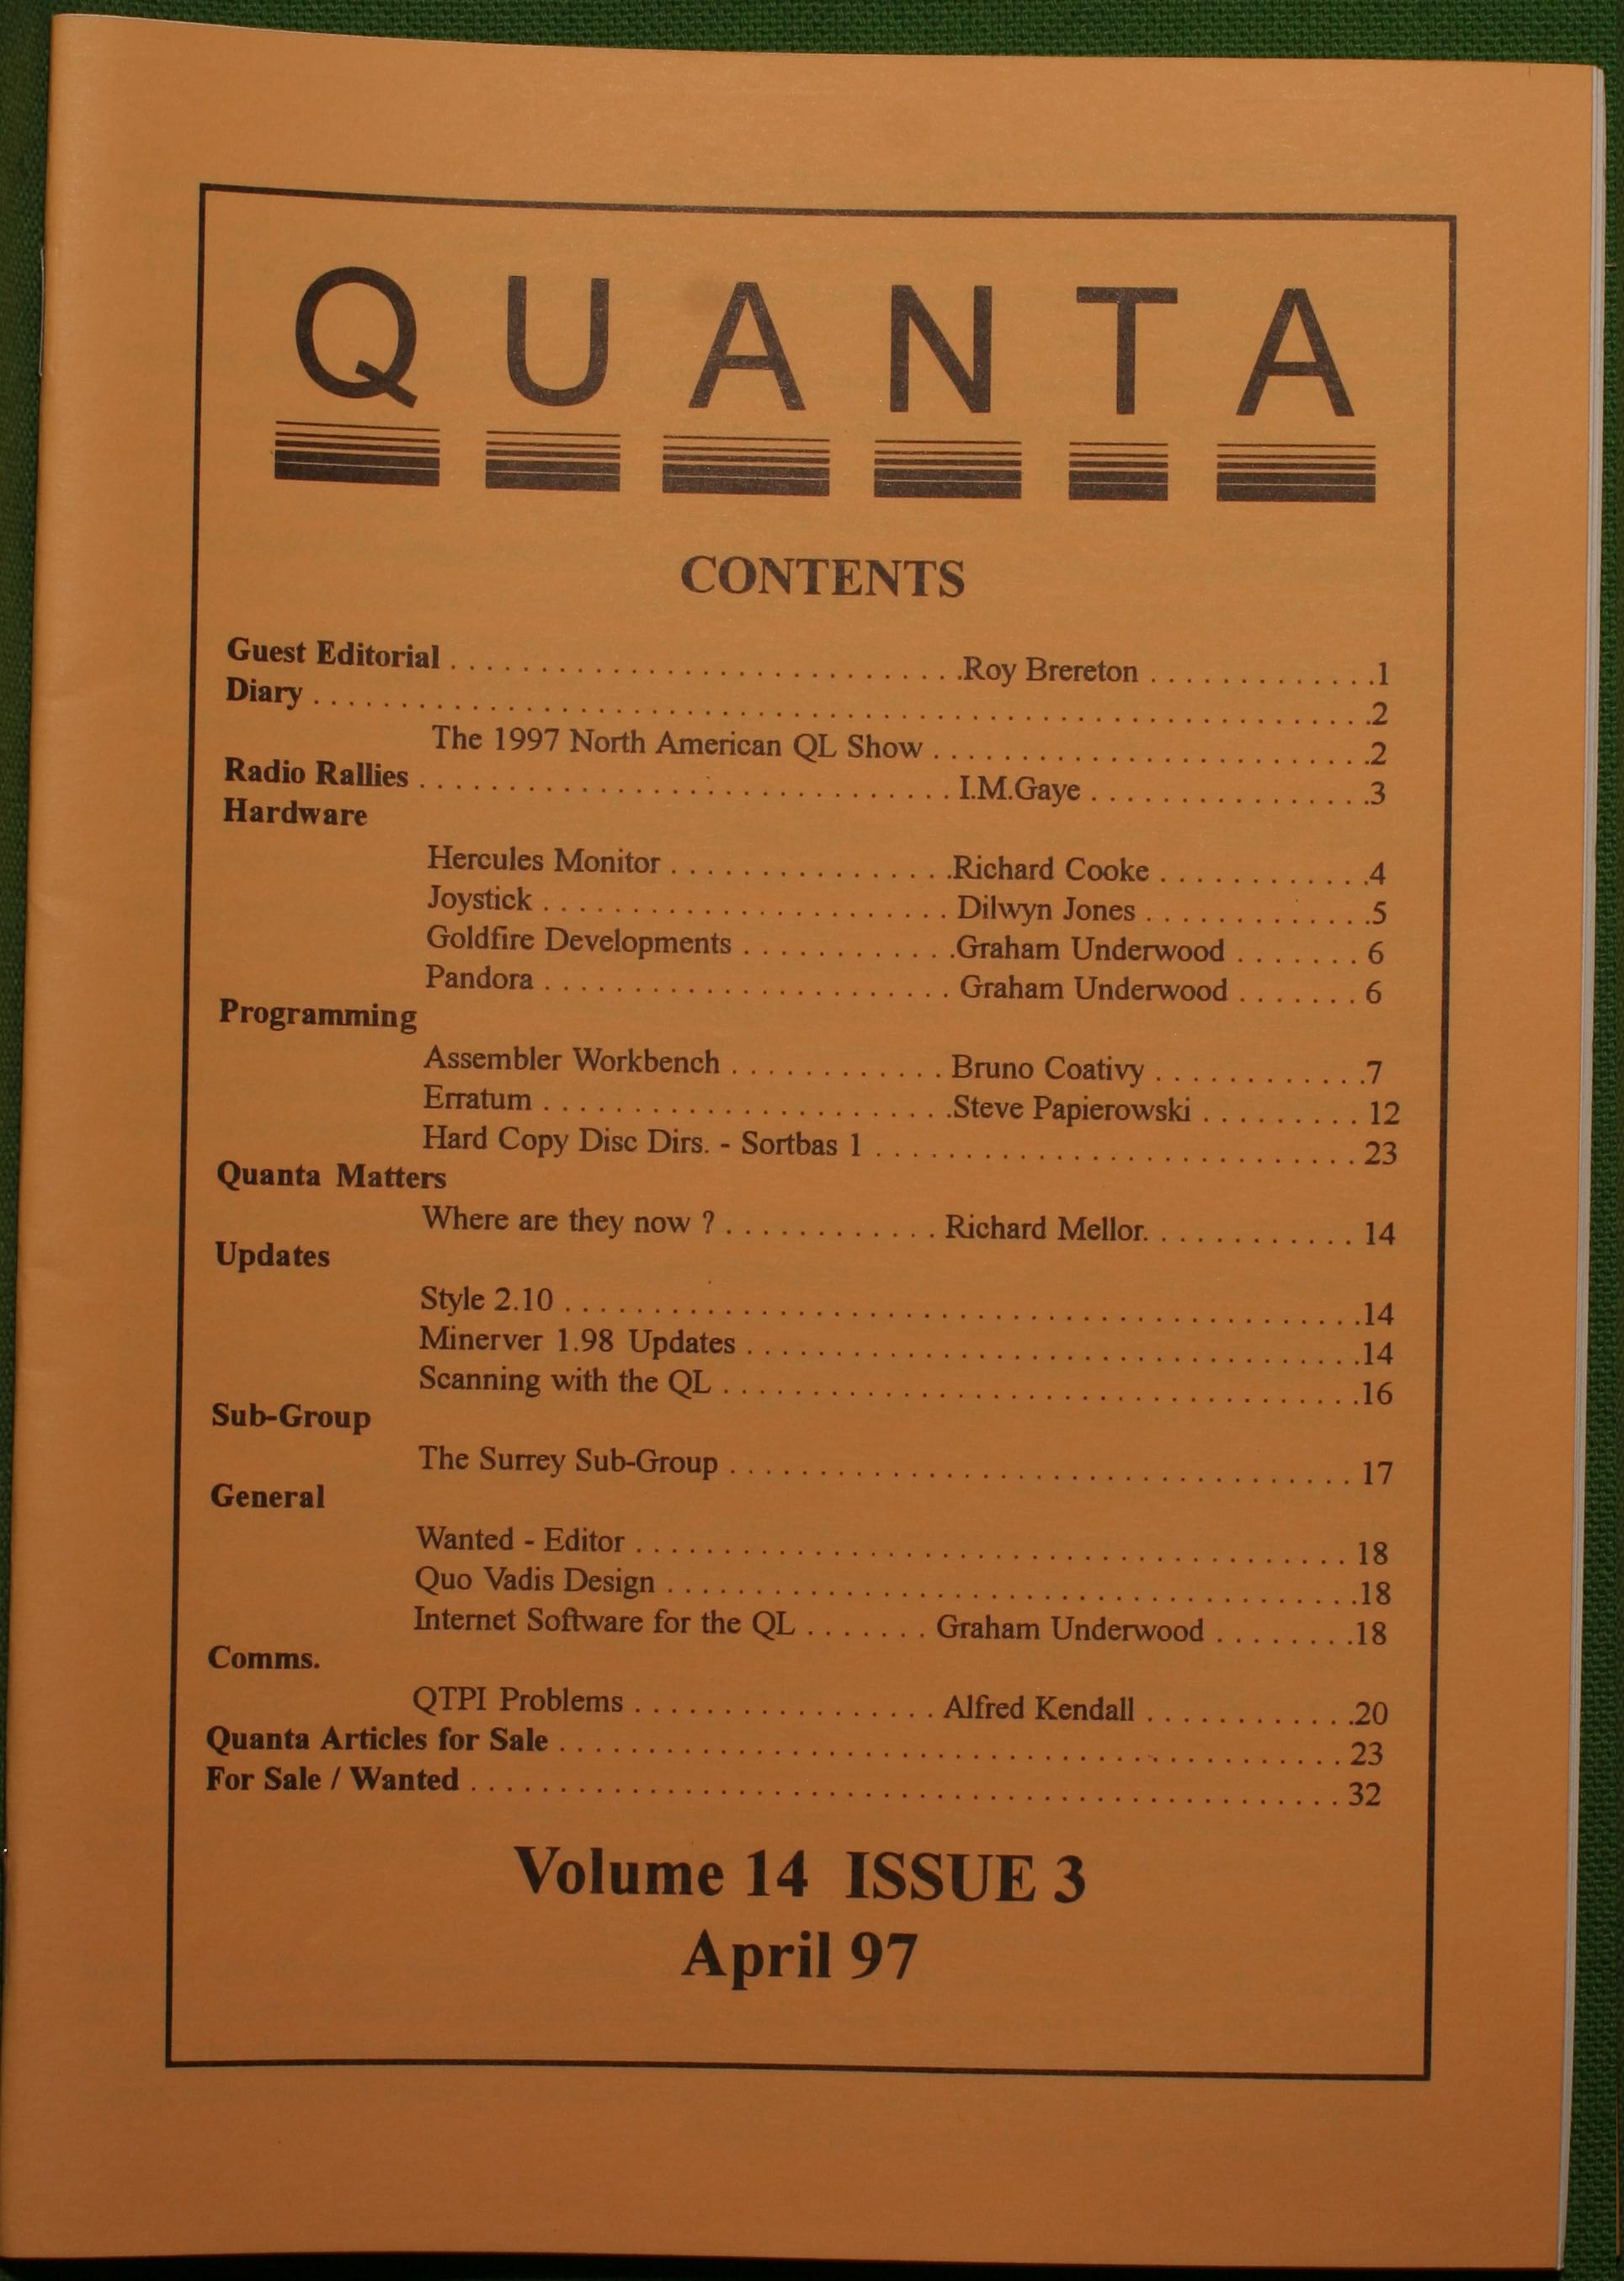 QUANTA
CONTENTS
Guest Editorial . . . . . . . . . . . . . . . . . . . . . . . . . . . . .Roy Brereton . . . . . . . . . . . . .1
Diary . . . . . . . . . . . . . . . . . . . . . . . . . . . . . . . . . . . . . . . . . . . . . . . . . . . . . . . . . .2
The 1997 North American QL Show . . . . . . . . . . . . . . . . . . . . . . . . .2
Radio Rallies . . . . . . . . . . . . . . . . . . . . . . . . . . . . . . I.M.Gaye . . . . . . . . . . . . . . . .3
Hardware
Hercules Monitor . . . . . . . . . . . . . . . .Richard Cooke . . . . . . . . . . . .4
Joystick . . . . . . . . . . . . . . . . . . . . . . . Dilwyn Jones . . . . . . . . . . . . .5
Goldfire Developments . . . . . . . . . . . .Graham Underwood . . . . . . . 6
Pandora . . . . . . . . . . . . . . . . . . . . . . . Graham Underwood . . . . . . . 6
Programming
Assembler Workbench . . . . . . . . . . . . Bruno Coativy . . . . . . . . . . . .7
Erratum . . . . . . . . . . . . . . . . . . . . . . .Steve Papierowski . . . . . . . . . 12
Hard Copy Disc Dirs. - Sortbas 1 . . . . . . . . . . . . . . . . . . . . . . . . . . . 23
Quanta Matters
Where are they now ? . . . . . . . . . . . . Richard Mellor. . . . . . . . . . . . 14
Updates
Style 2.10 . . . . . . . . . . . . . . . . . . . . . . . . . . . . . . . . . . . . . . . . . . . . .14
Minerver 1.98 Updates . . . . . . . . . . . . . . . . . . . . . . . . . . . . . . . . . . .14
Scanning with the QL . . . . . . . . . . . . . . . . . . . . . . . . . . . . . . . . . . . .16
Sub-Group
The Surrey Sub-Group . . . . . . . . . . . . . . . . . . . . . . . . . . . . . . . . . . . 17
General
Wanted - Editor . . . . . . . . . . . . . . . . . . . . . . . . . . . . . . . . . . . . . . . . 18
Quo Vadis Design . . . . . . . . . . . . . . . . . . . . . . . . . . . . . . . . . . . . . . .18
Internet Software for the QL . . . . . . . Graham Underwood . . . . . . . .18
Comms.
QTPI Problems . . . . . . . . . . . . . . . . . Alfred Kendall . . . . . . . . . . . .20
Quanta Articles for Sale . . . . . . . . . . . . . . . . . . . . . . . . . . . . . . . . . . . . . . . . . . . . 23
For Sale / Wanted . . . . . . . . . . . . . . . . . . . . . . . . . . . . . . . . . . . . . . . . . . . . . . . . . 32
Volume 14 ISSUE 3
April 97